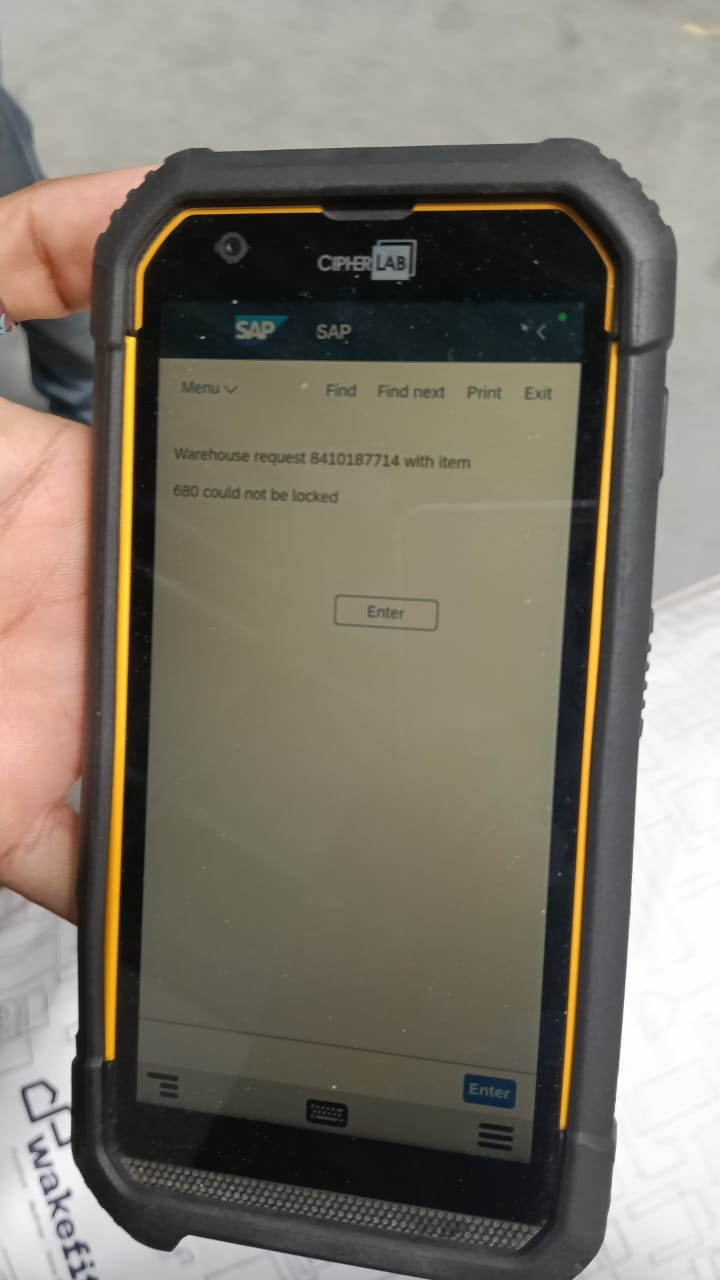 CIPHERLAB
SAP SAP
Menu Find Find next Print Exit
Warehouse request 8410187714 with item
680 could not be locked
Enter
Enter